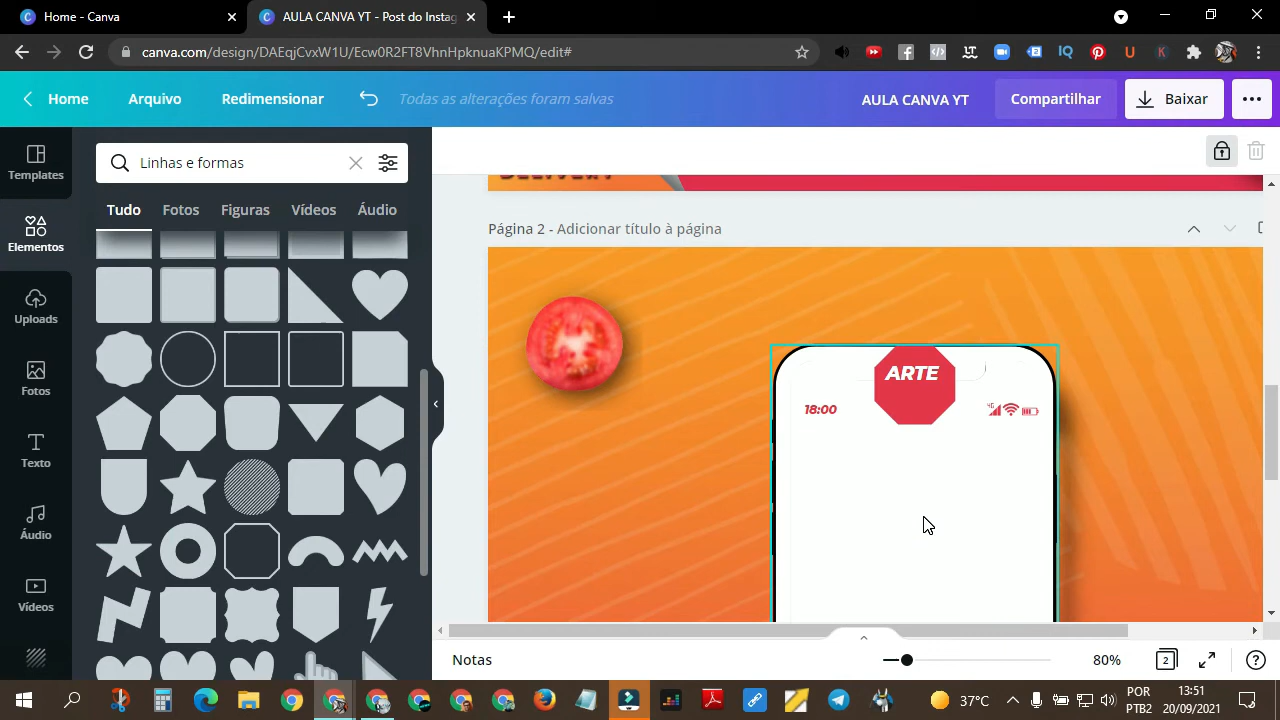 Home - Canva
AULA CANVA YT - Post do Instag
canva.com/design/DAEqjCvxW1U/Ecw0R2FT8VhnHpknuaKPMQ/edit#
Home
Arquivo
Redimensionar
Todas as alterações foram salvas
AULA CANVA YT
Compartilhar
Baixar
Templates
Elementos
Uploads
Fotos
Texto
Áudio
Vídeos
Linhas e formas
Tudo
Fotos
Figuras
Vídeos
Áudio
DELIVERY
Página 2 - Adicionar título à página
ARTE
18:00
4G
Notas
80%
2
37°C
POR
PTB2
13:51
20/09/2021